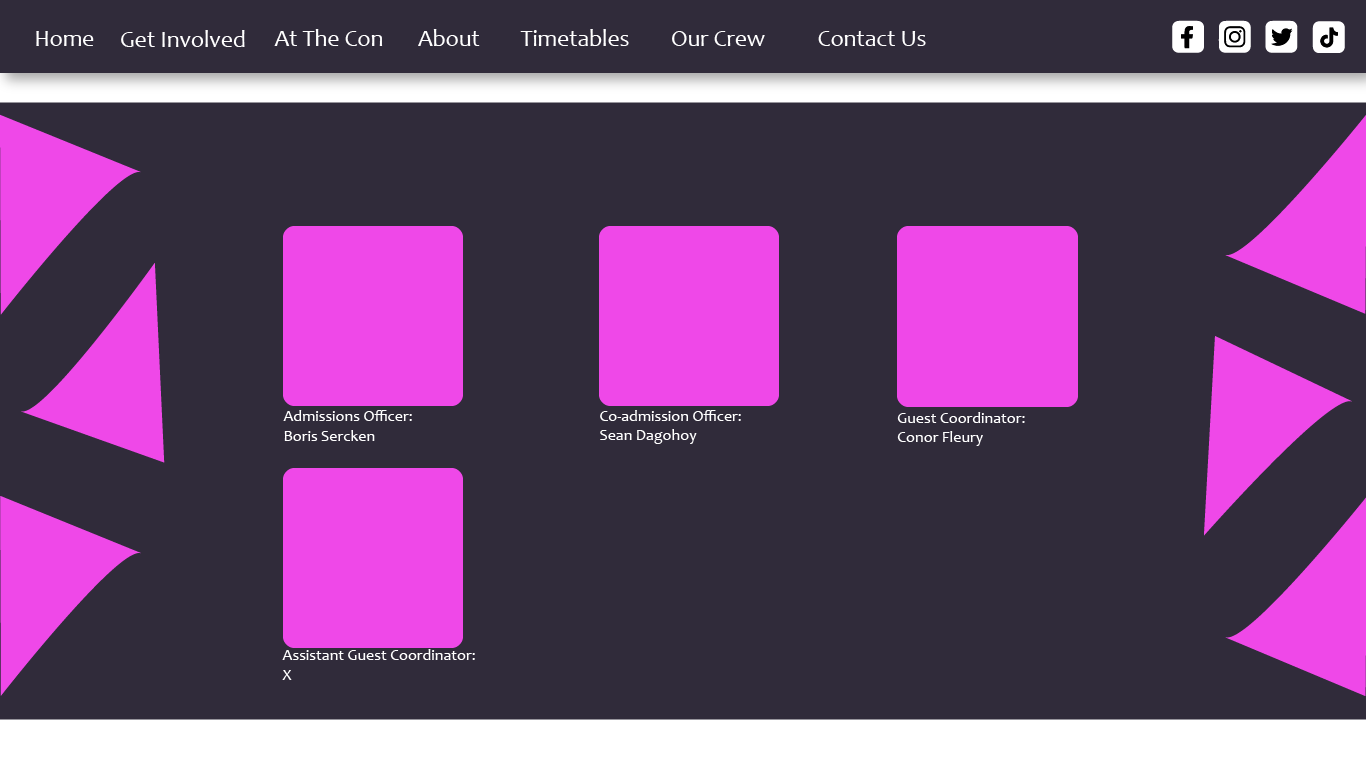 Home Get Involved At The Con About Timetables Our Crew Contact Us
Admissions Officer:
Boris Sercken
Co-admission Officer:
Sean Dagohoy
Guest Coordinator:
Conor Fleury
Assistant Guest Coordinator:
X